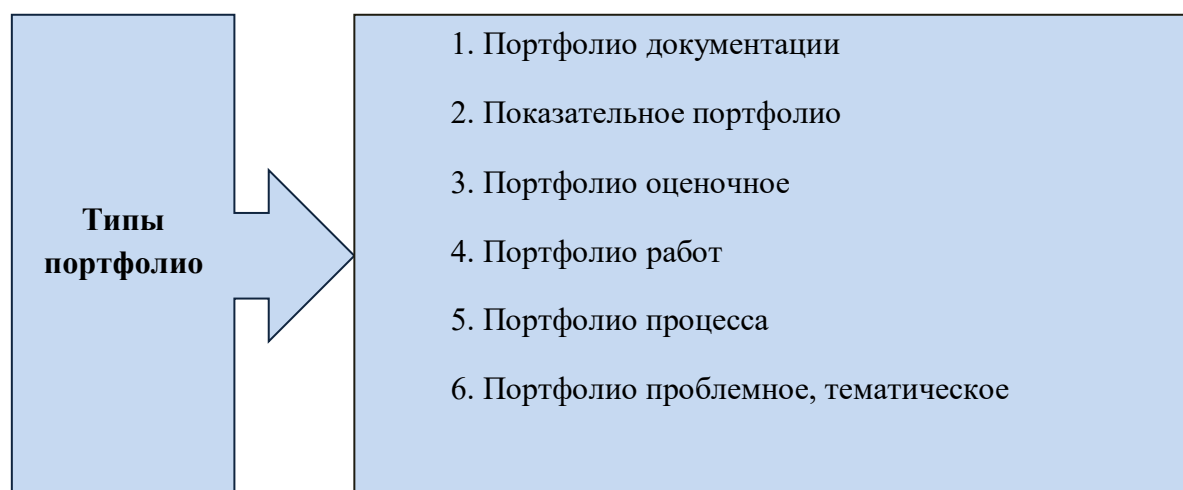 Типы
портфолио
1. Портфолио документации
2. Показательное портфолио
3. Портфолио оценочное
4. Портфолио работ
5. Портфолио процесса
6. Портфолио проблемное, тематическое